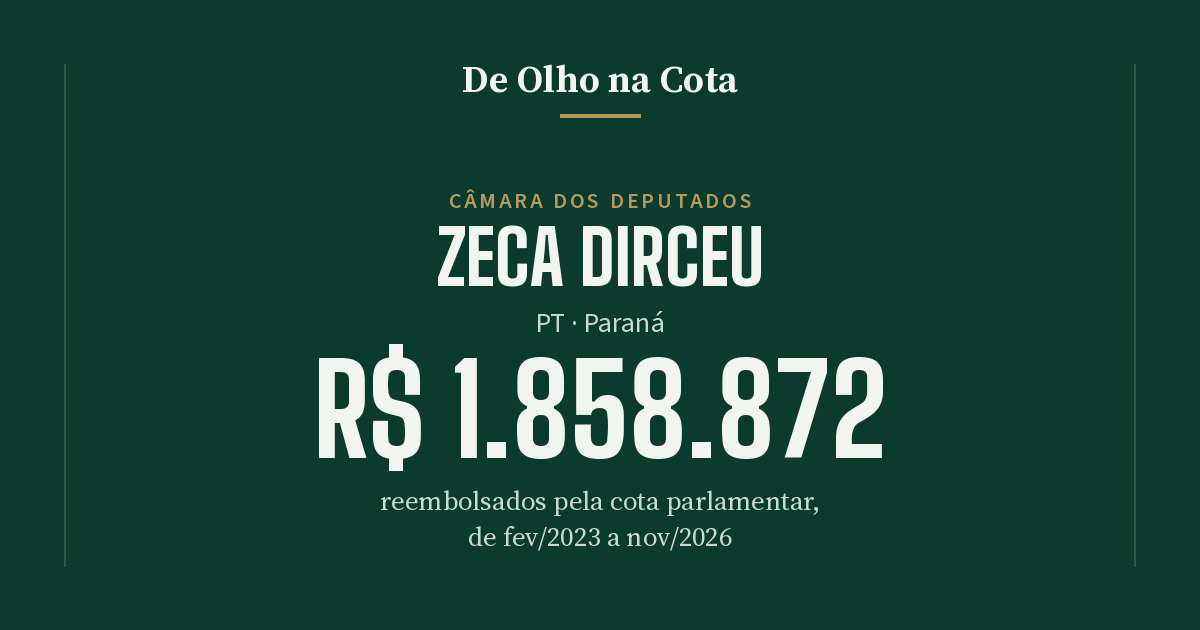 De Olho na Cota
CÂMARA DOS DEPUTADOS
ZECA DIRCEU
PT · Paraná
R$ 1.858.872
reembolsados pela cota parlamentar,
de fev/2023 a nov/2026